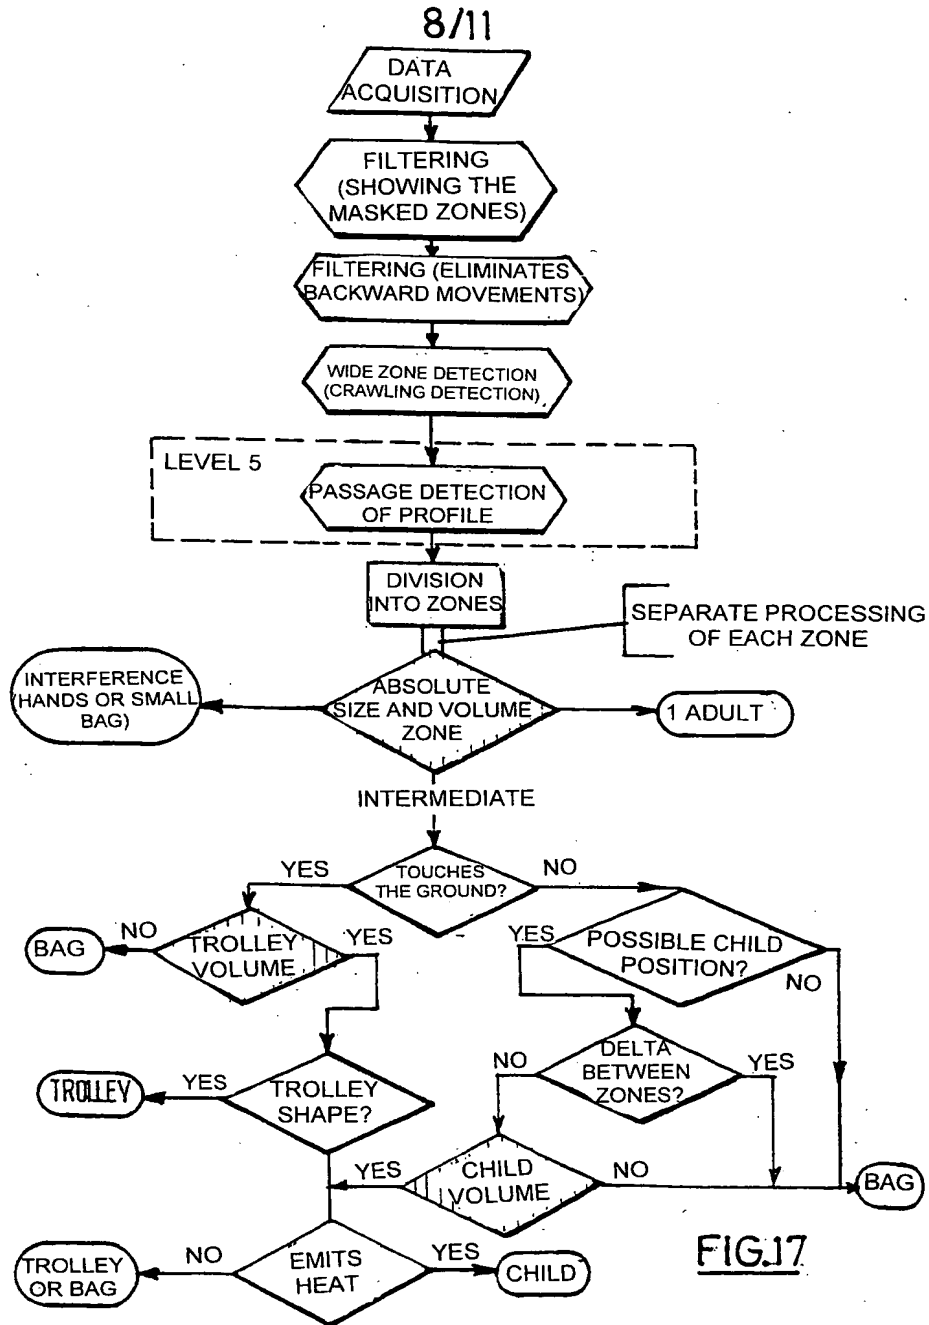 8/11
DATA
ACQUISITION
FILTERING
(SHOWING THE
MASKED ZONES)
FILTERING (ELIMINATES
BACKWARD MOVEMENTS)
WIDE ZONE DETECTION
(CRAWLING DETECTION)
LEVEL 5
PASSAGE DETECTION
OF PROFILE
DIVISION
INTO ZONES
SEPARATE PROCESSING
OF EACH ZONE
INTERFERENCE
(HANDS OR SMALL
BAG)
ABSOLUTE
SIZE AND VOLUME
ZONE
1 ADULT
INTERMEDIATE
YES
TOUCHES
THE GROUND?
NO
BAG
NO
TROLLEY
VOLUME
YES
YES
POSSIBLE CHILD
POSITION?
NO
TROLLEY
YES
TROLLEY
SHAPE?
NO
DELTA
BETWEEN
ZONES?
YES
YES
CHILD
VOLUME
NO
BAG
TROLLEY
OR BAG
NO
EMITS
HEAT
YES
CHILD
FIG.17